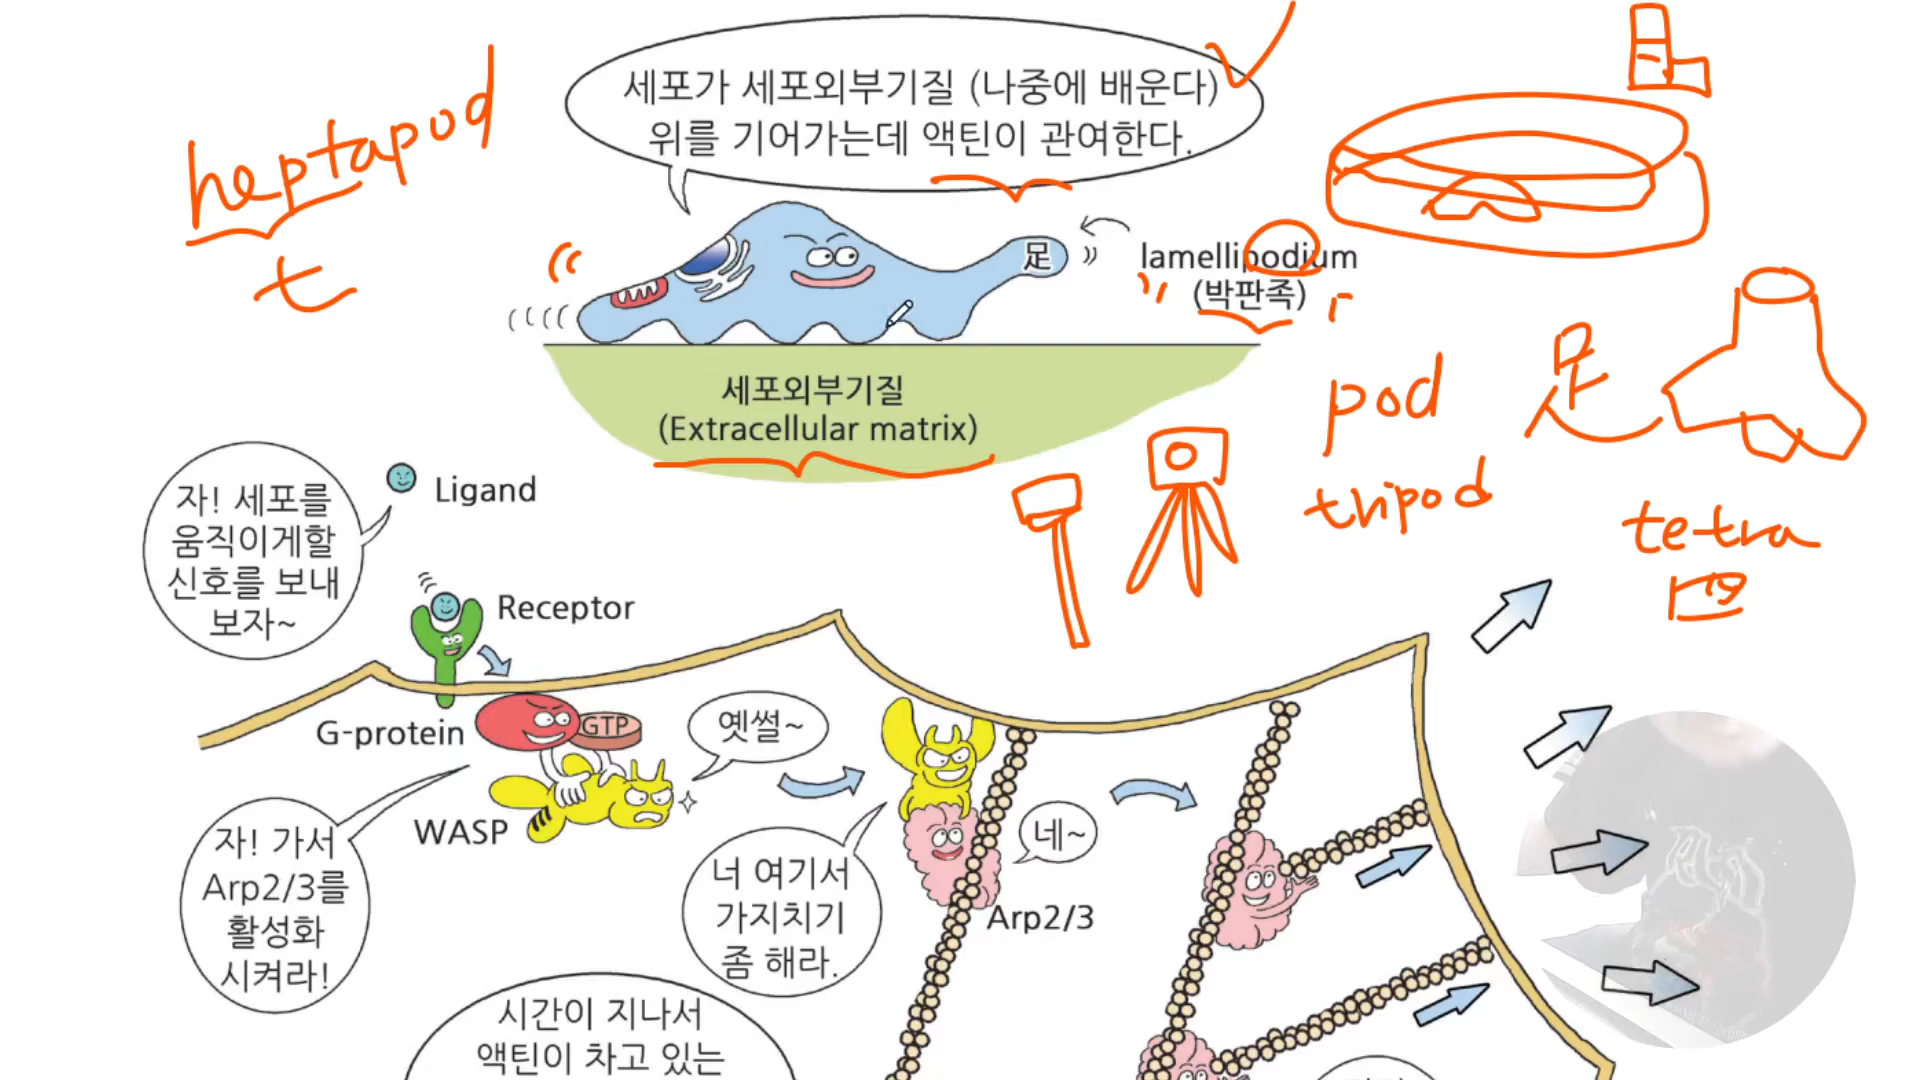 세포가 세포외부기질 (나중에 배운다)
위를 기어가는데 액틴이 관여한다.
heptapod
t
足
lamellipodium
(박판족)
세포외부기질
(Extracellular matrix)
pod
足
tripod
tetra
자! 세포를
움직이게할
신호를 보내
보자~
Ligand
Receptor
G-protein
GTP
옛썰~
WASP
자! 가서
Arp2/3를
활성화
시켜라!
너 여기서
가지치기
좀 해라.
네~
Arp2/3
시간이 지나서
액틴이 차고 있는